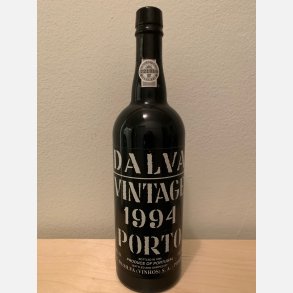 DALVA
VINTAGE
1994
PORTO
PRODUCE OF PORTUGAL